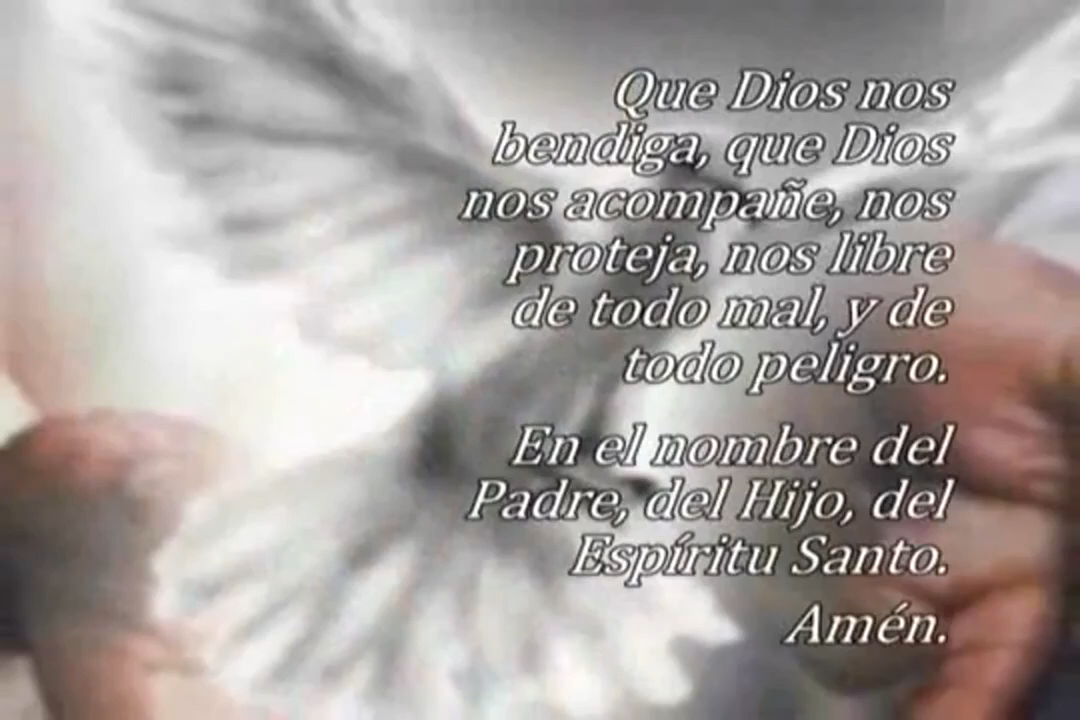 Que Dios nos
bendiga, que Dios
nos acompañe, nos
proteja, nos libre
de todo mal, y de
todo peligro.
En el nombre del
Padre, del Hijo, del
Espíritu Santo.
Amén.